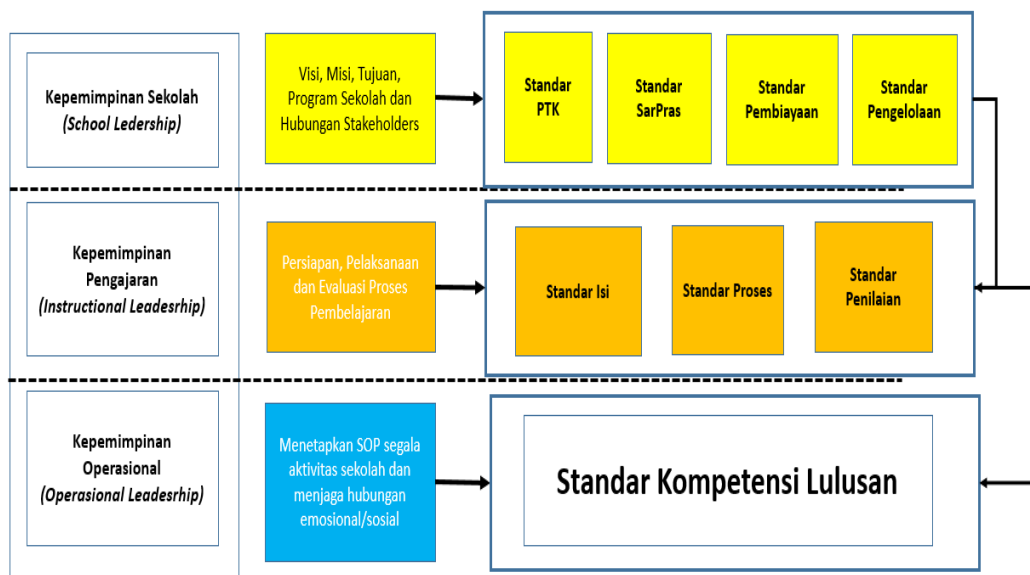 Kepemimpinan Sekolah
(School Ledership)
Visi, Misi, Tujuan,
Program Sekolah dan
Hubungan Stakeholders
Standar
PTK
Standar
SarPras
Standar
Pembiayaan
Standar
Pengelolaan
Kepemimpinan
Pengajaran
(Instructional Leadesrhip)
Persiapan, Pelaksanaan
dan Evaluasi Proses
Pembelajaran
Standar Isi
Standar Proses
Standar
Penilaian
Kepemimpinan
Operasional
(Operasional Leadesrhip)
Menetapkan SOP segala
aktivitas sekolah dan
menjaga hubungan
emosional/sosial
Standar Kompetensi Lulusan